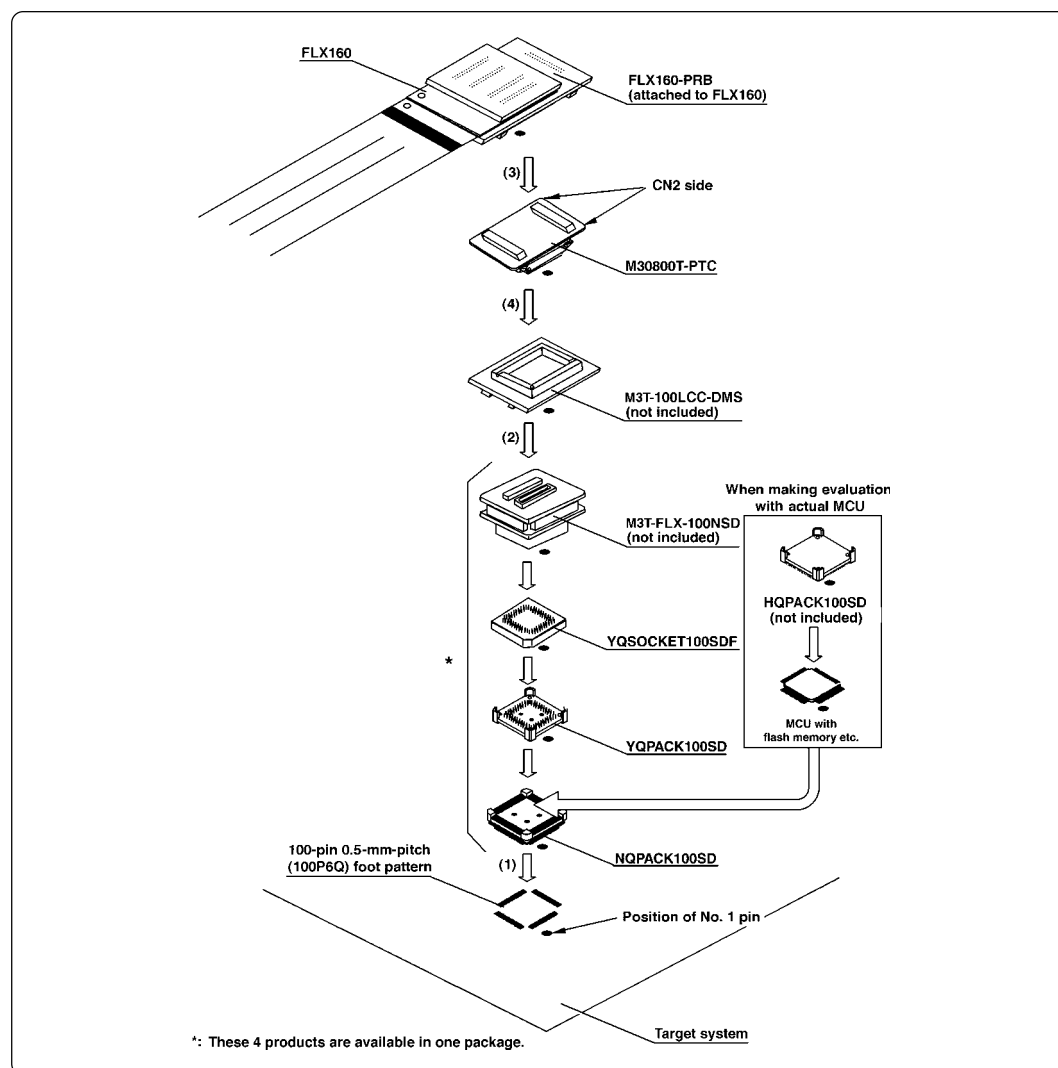 FLX160
FLX160-PRB
(attached to FLX160)
(3)
CN2 side
M30800T-PTC
(4)
M3T-100LCC-DMS
(not included)
(2)
When making evaluation
with actual MCU
M3T-FLX-100NSD
(not included)
HQPACK100SD
(not included)
YQSOCKET100SDF
*
MCU with
flash memory etc.
YQPACK100SD
100-pin 0.5-mm-pitch
(100P6Q) foot pattern
(1)
NQPACK100SD
Position of No. 1 pin
Target system
*: These 4 products are available in one package.